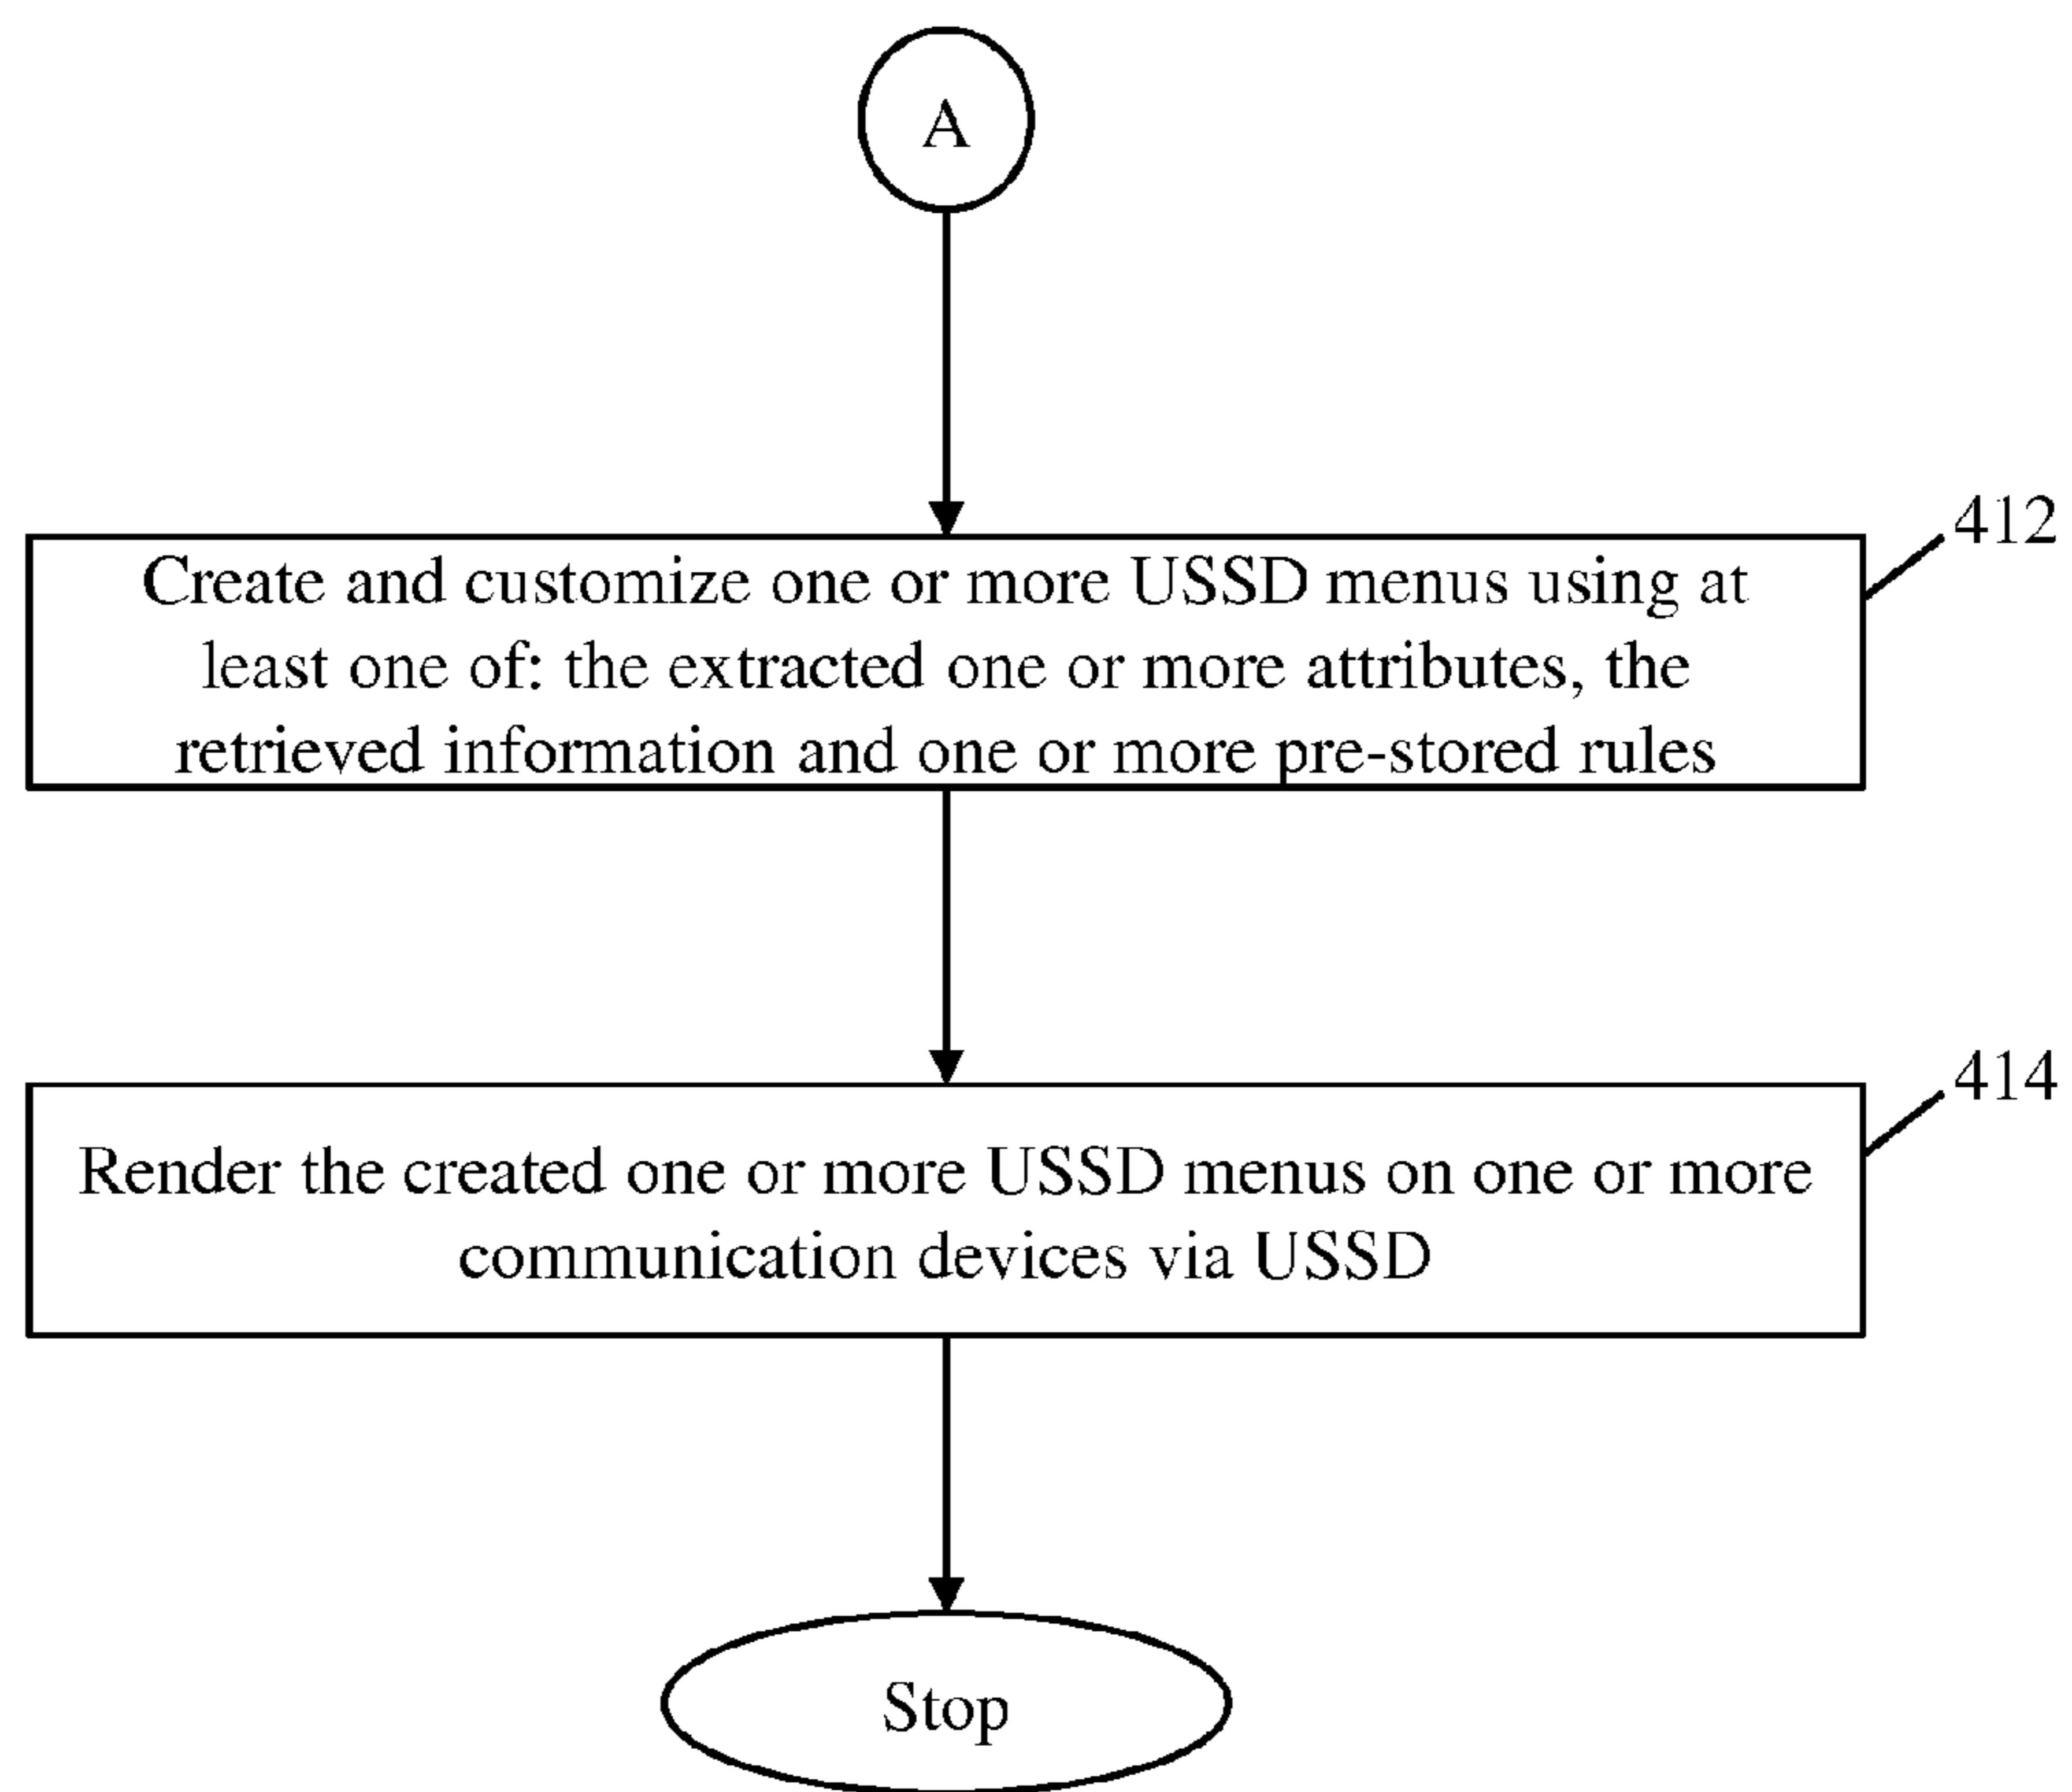 A
412
Create and customize one or more USSD menus using at
least one of: the extracted one or more attributes, the
retrieved information and one or more pre-stored rules
414
Render the created one or more USSD menus on one or more
communication devices via USSD
Stop